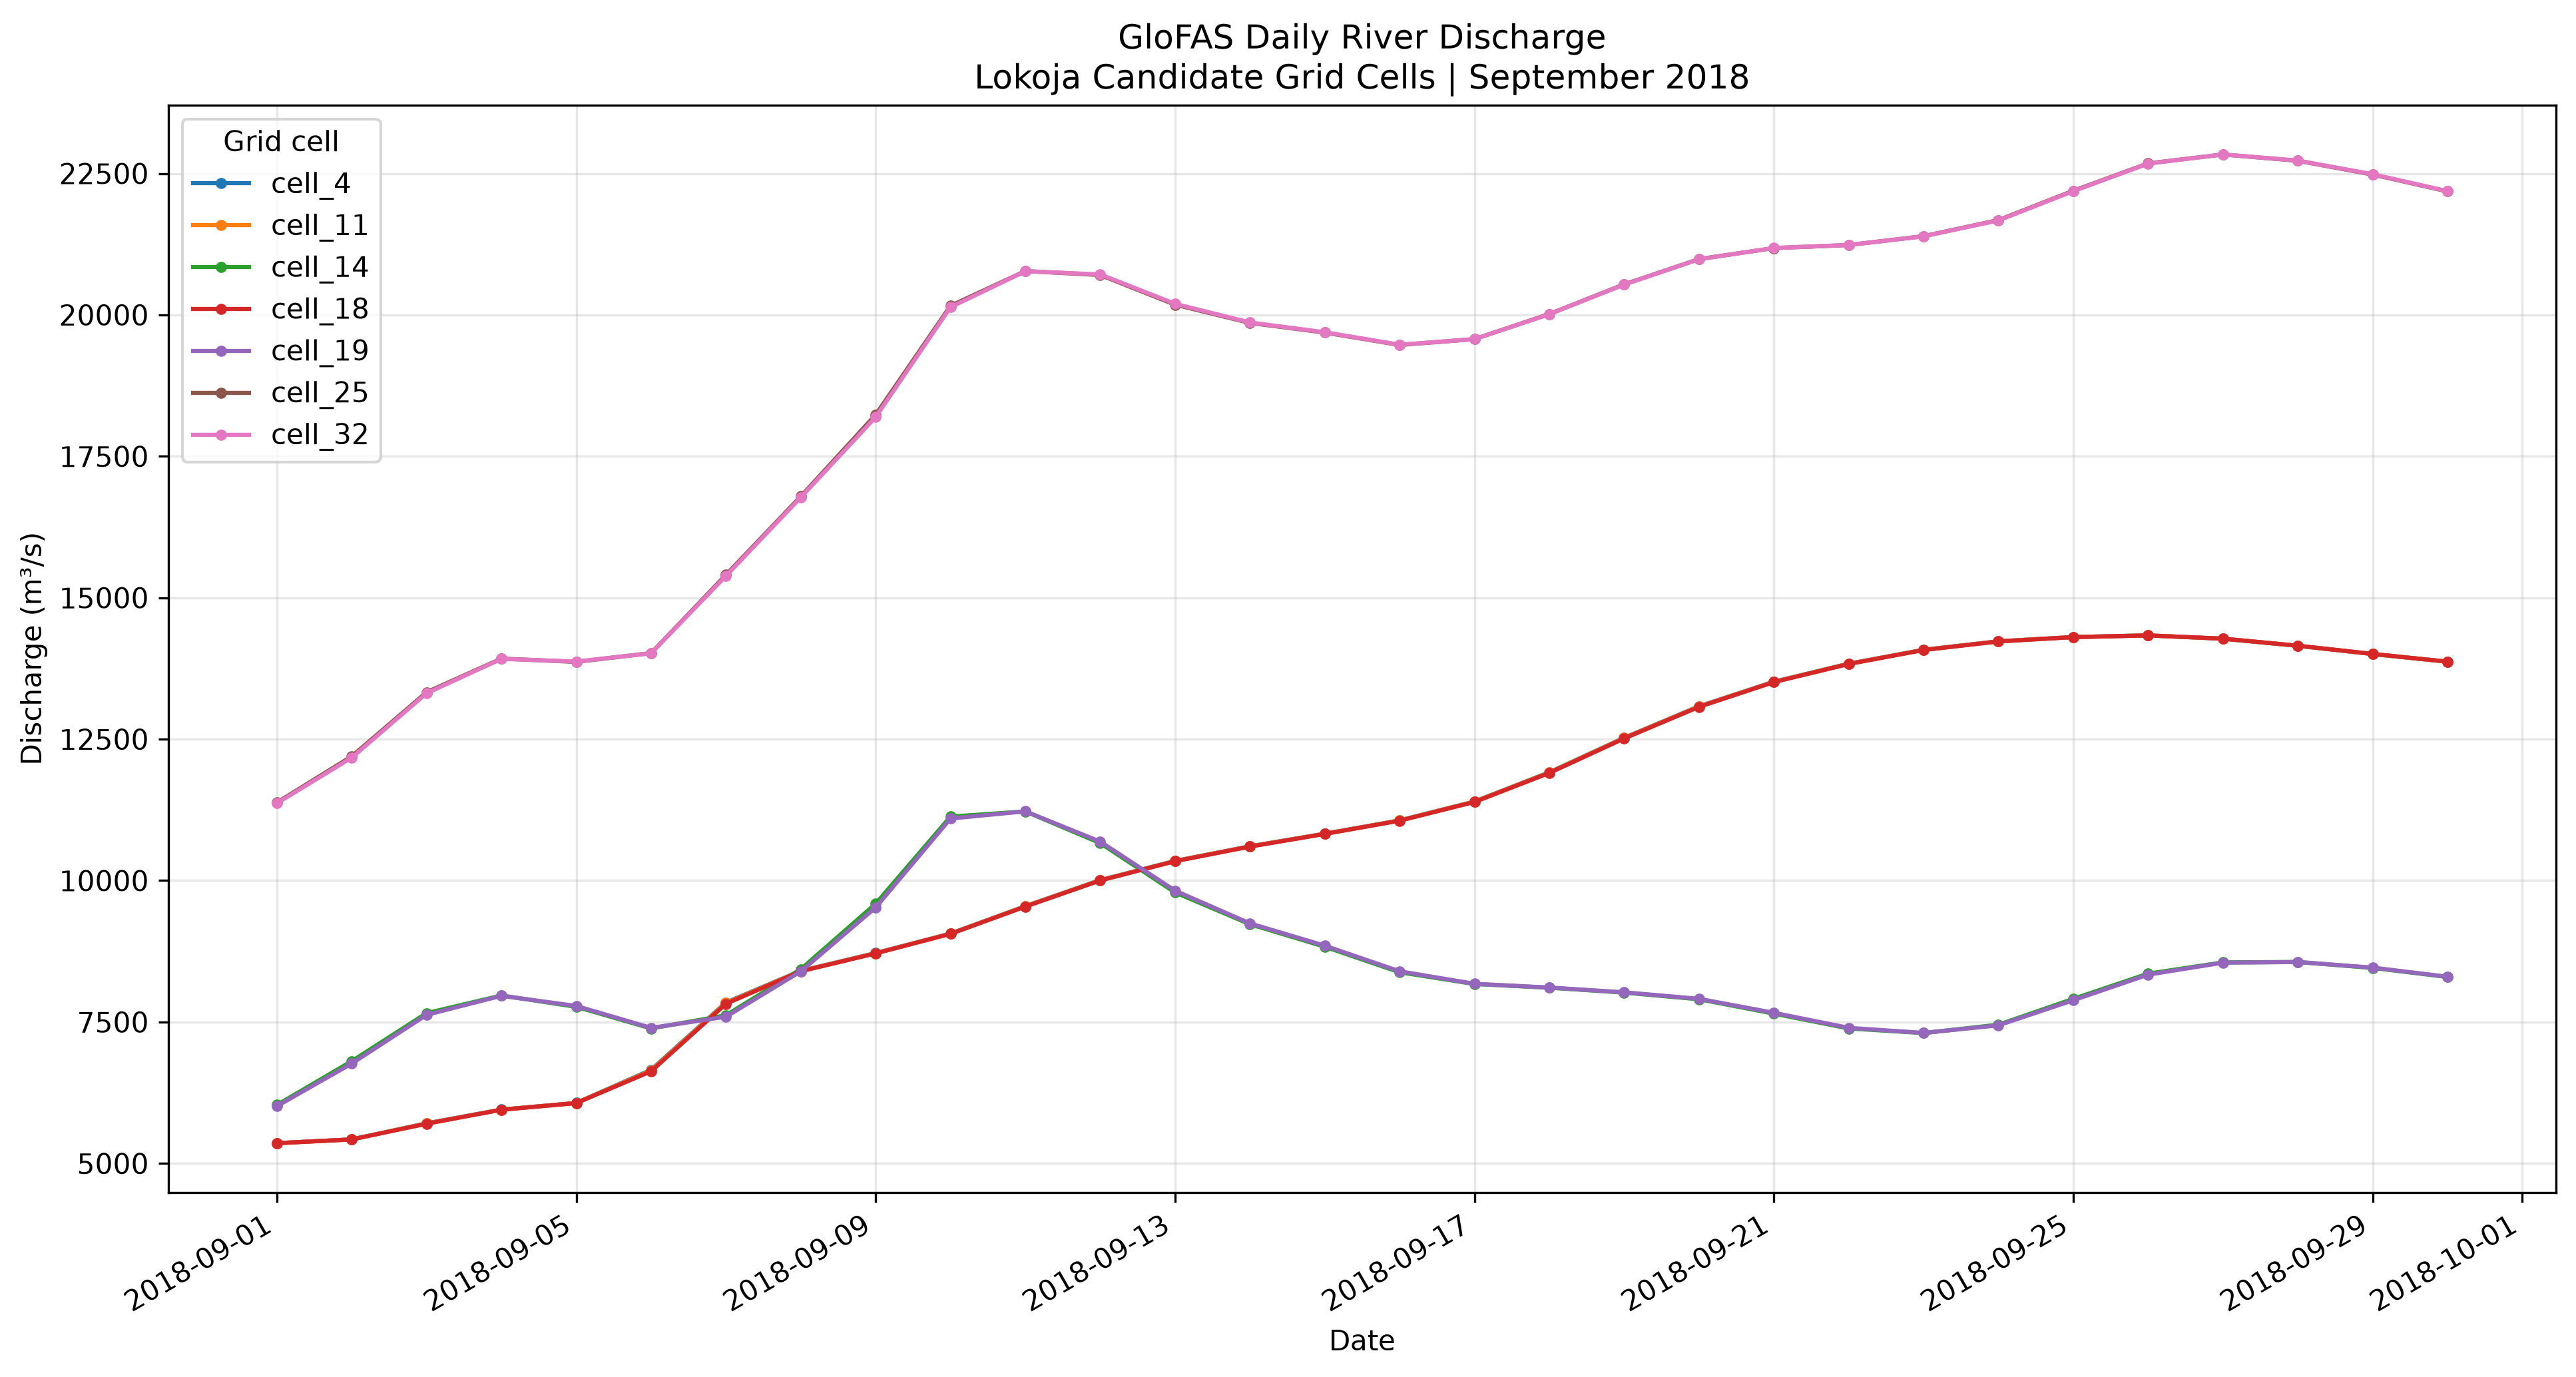 GloFAS Daily River Discharge
Lokoja Candidate Grid Cells | September 2018
Grid cell
cell_4
cell_11
cell_14
cell_18
cell_19
cell_25
cell_32
Discharge (m³/s)
22500
20000
17500
15000
12500
10000
7500
5000
2018-09-01
2018-09-05
2018-09-09
2018-09-13
2018-09-17
2018-09-21
2018-09-25
2018-09-29
2018-10-01
Date